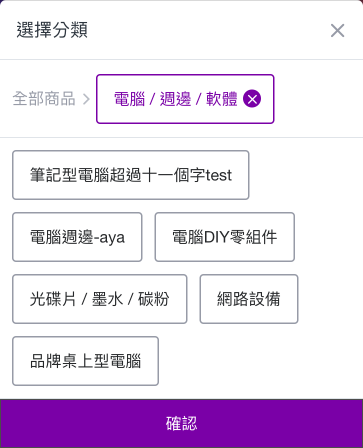 選擇分類
全部商品 電腦 / 週邊 / 軟體
筆記型電腦超過十一個字test
電腦週邊-aya 電腦DIY零組件
光碟片 / 墨水 / 碳粉 網路設備
品牌桌上型電腦
確認